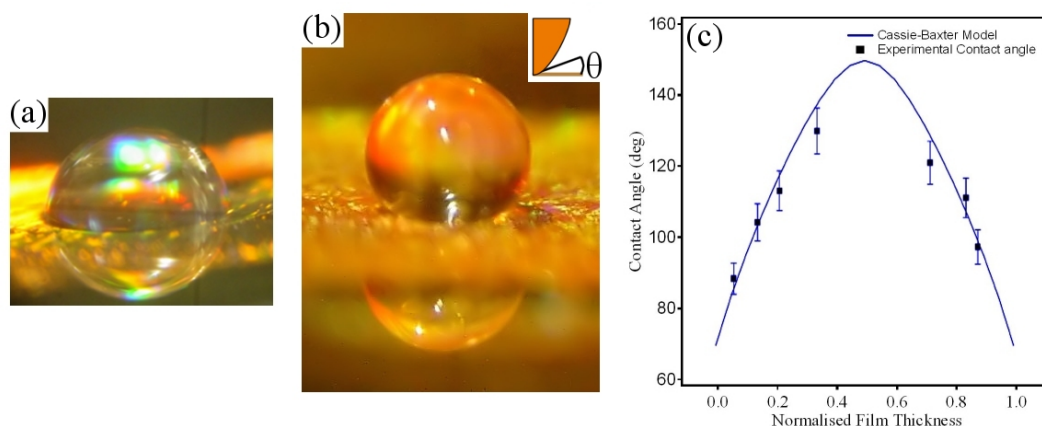 (a)
(b)
θ
(c)
Cassie-Baxter Model
Experimental Contact angle
Contact Angle (deg)
160
140
120
100
80
60
0.0 0.2 0.4 0.6 0.8 1.0
Normalised Film Thickness